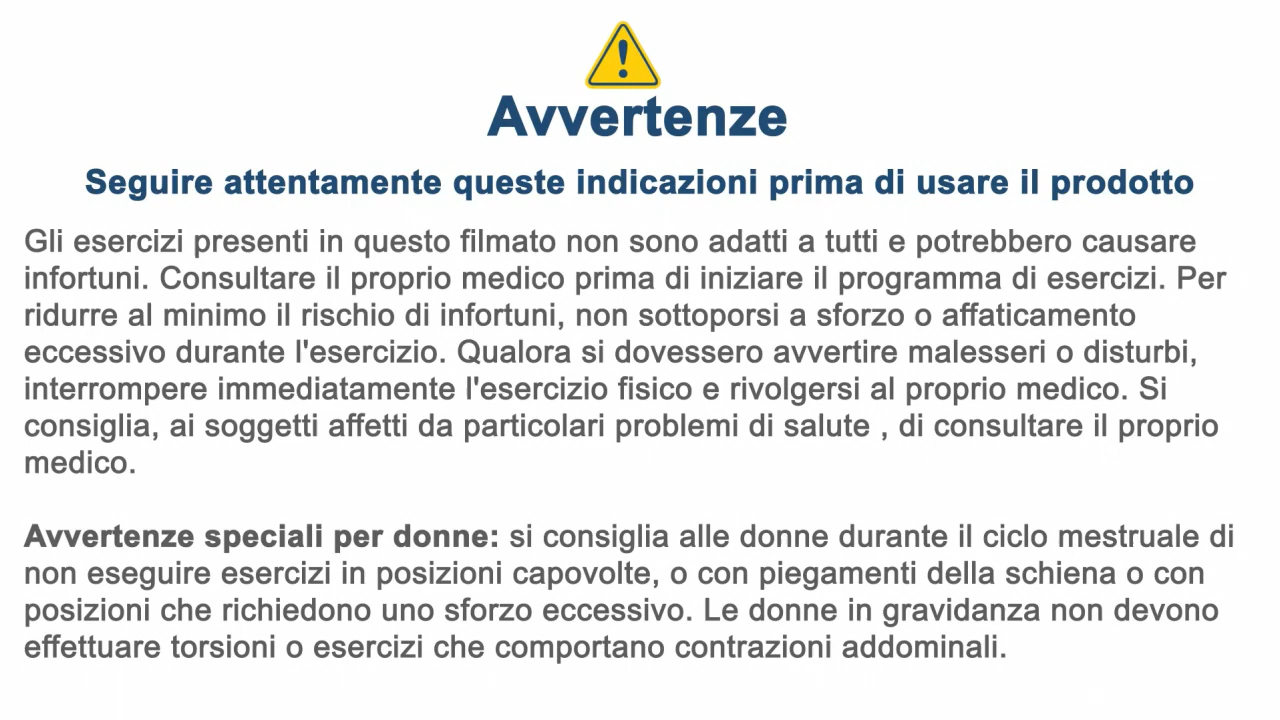 Avvertenze
Seguire attentamente queste indicazioni prima di usare il prodotto
Gli esercizi presenti in questo filmato non sono adatti a tutti e potrebbero causare
infortuni. Consultare il proprio medico prima di iniziare il programma di esercizi. Per
ridurre al minimo il rischio di infortuni, non sottoporsi a sforzo o affaticamento
eccessivo durante l'esercizio. Qualora si dovessero avvertire malesseri o disturbi,
interrompere immediatamente l'esercizio fisico e rivolgersi al proprio medico. Si
consiglia, ai soggetti affetti da particolari problemi di salute , di consultare il proprio
medico.
Avvertenze speciali per donne: si consiglia alle donne durante il ciclo mestruale di
non eseguire esercizi in posizioni capovolte, o con piegamenti della schiena o con
posizioni che richiedono uno sforzo eccessivo. Le donne in gravidanza non devono
effettuare torsioni o esercizi che comportano contrazioni addominali.